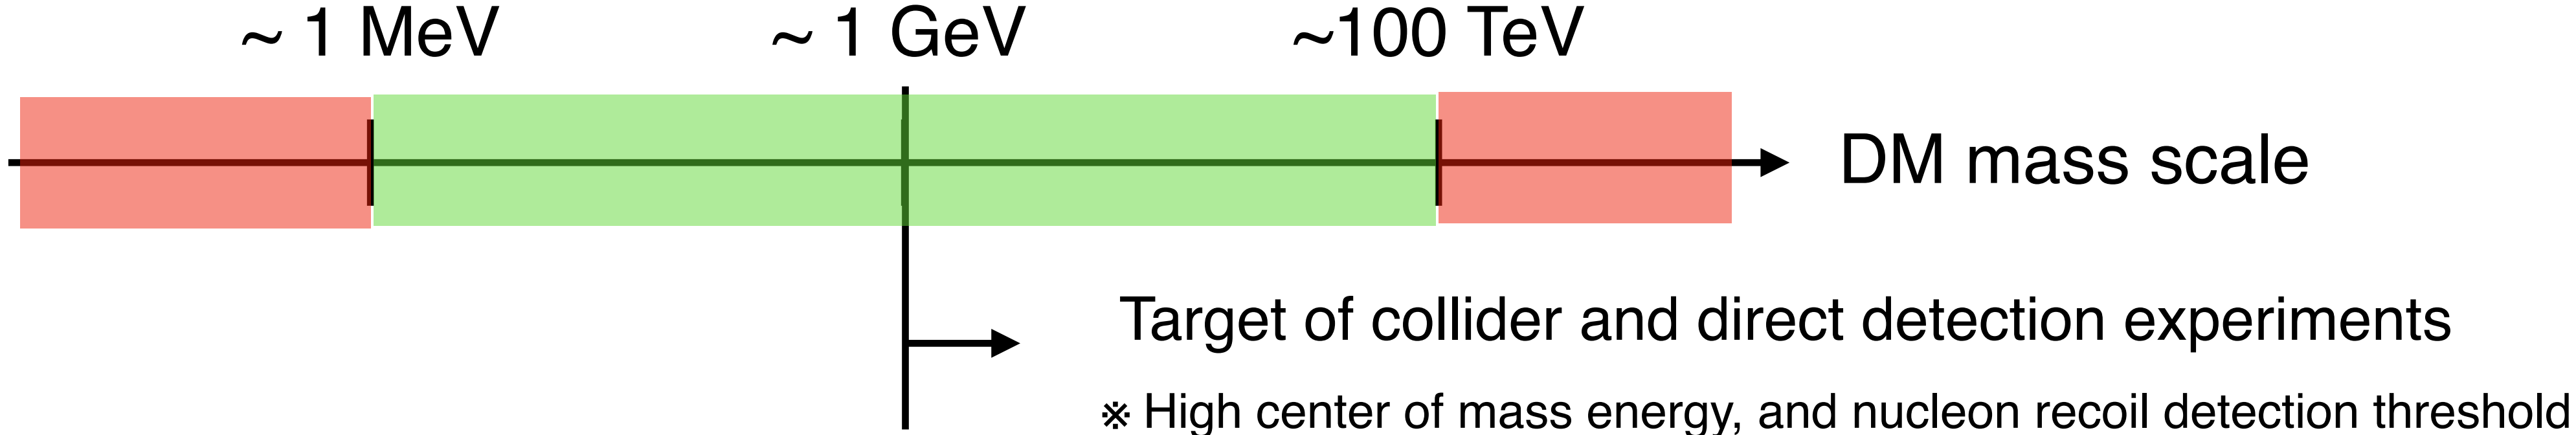 ~ 1 MeV ~ 1 GeV ~100 TeV
DM mass scale
Target of collider and direct detection experiments
※ High center of mass energy, and nucleon recoil detection threshold